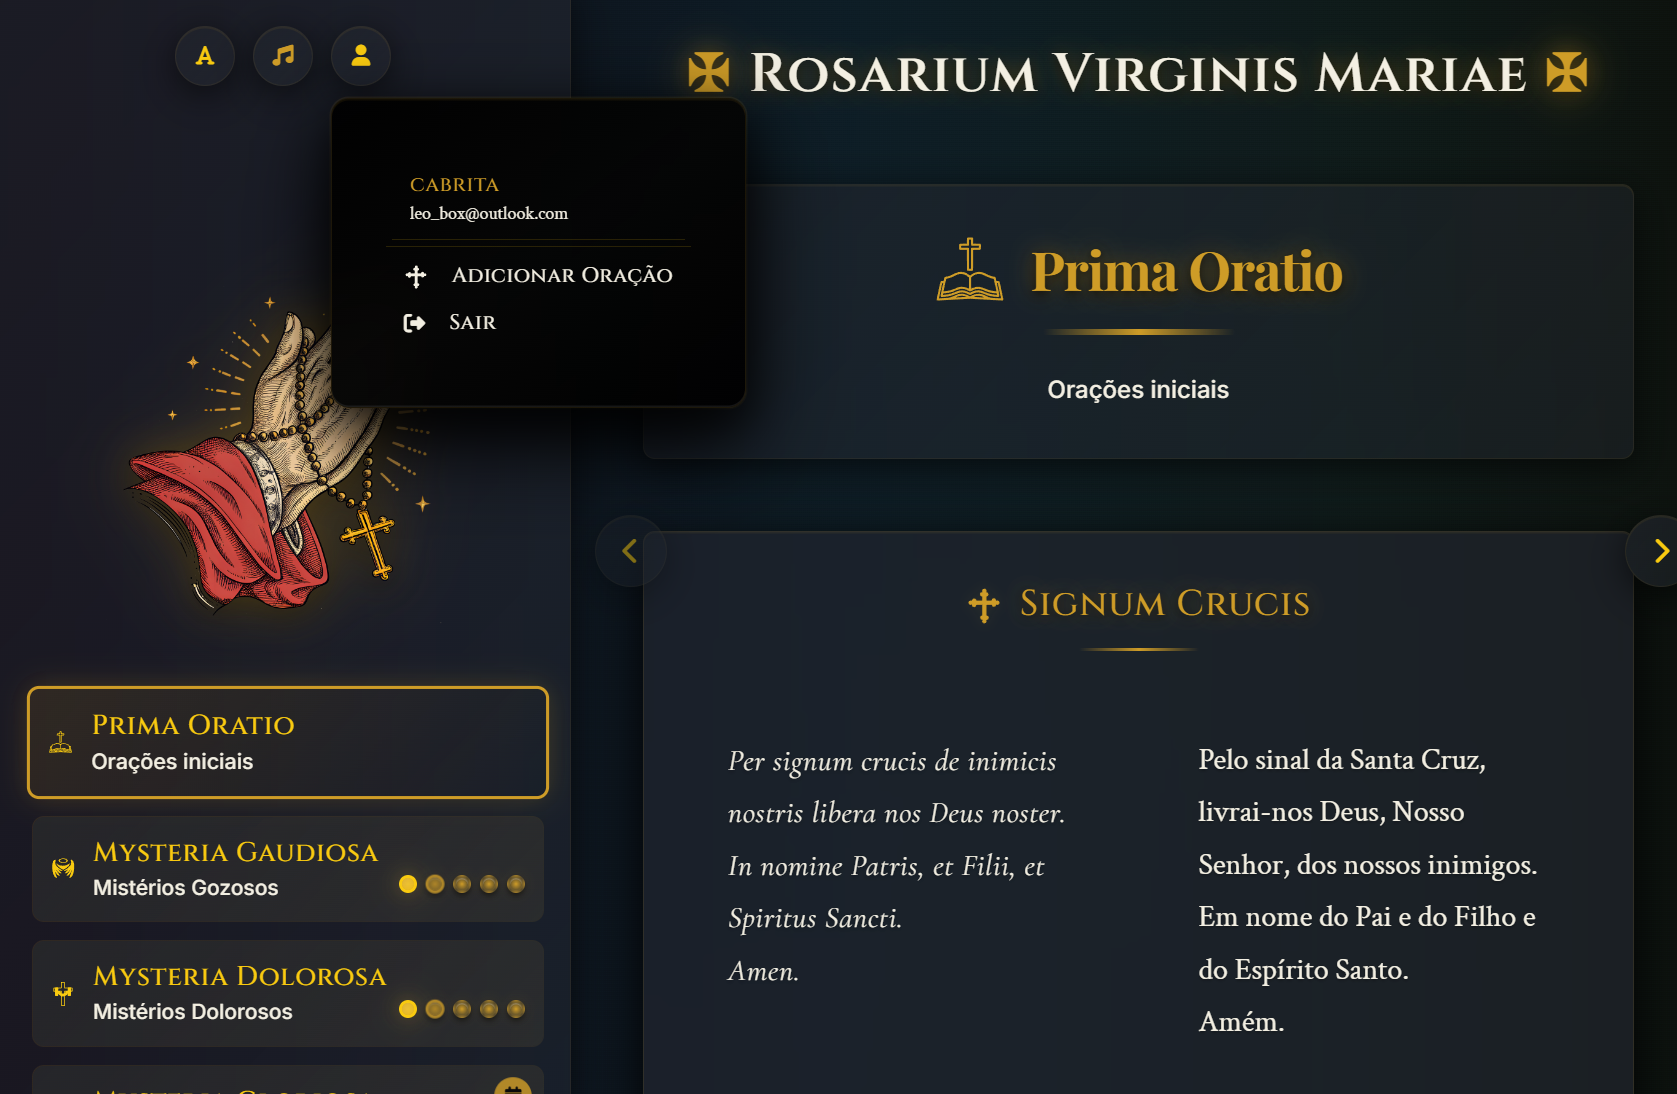 A
CABRITA
leo_box@outlook.com
ADICIONAR ORAÇÃO
SAIR
PRIMA ORATIO
Orações iniciais
MYSTERIA GAUDIOSA
Mistérios Gozosos
MYSTERIA DOLOROSA
Mistérios Dolorosos
ROSARIUM VIRGINIS MARIAE
Prima Oratio
Orações iniciais
SIGNUM CRUCIS
Per signum crucis de inimicis
nostris libera nos Deus noster.
In nomine Patris, et Filii, et
Spiritus Sancti.
Amen.
Pelo sinal da Santa Cruz,
livrai-nos Deus, Nosso
Senhor, dos nossos inimigos.
Em nome do Pai e do Filho e
do Espírito Santo.
Amém.